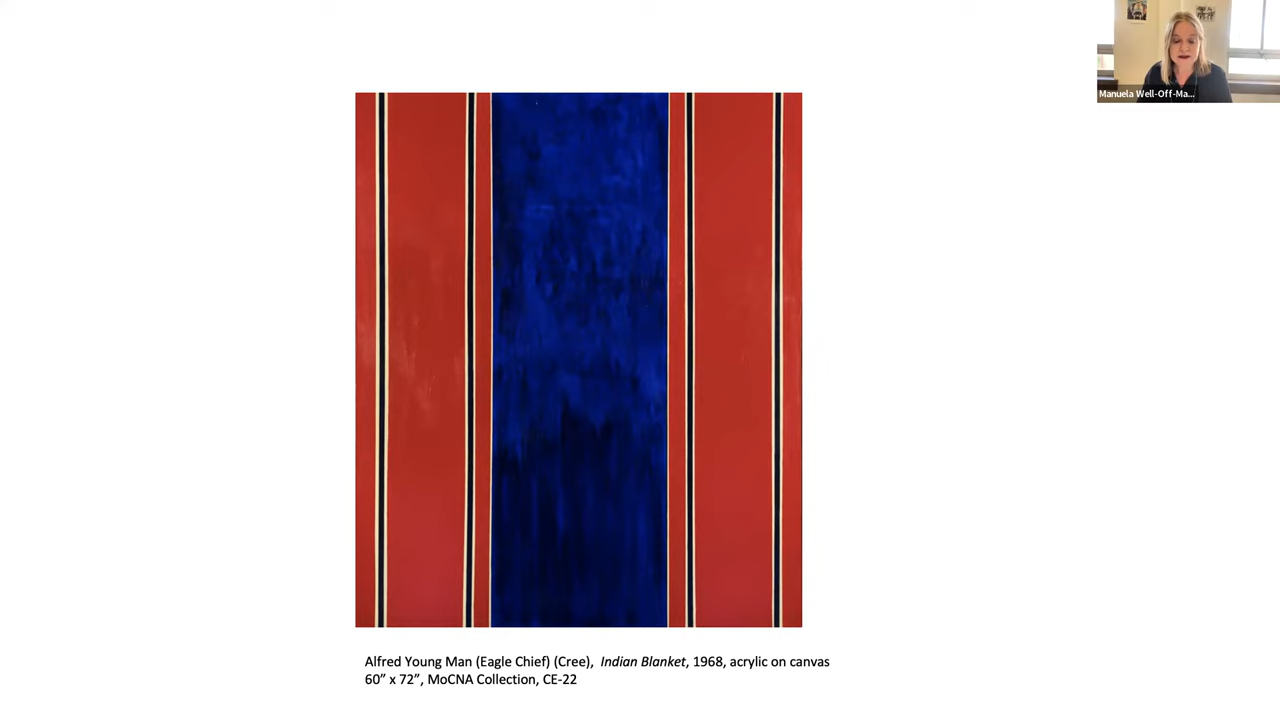 Manuela Well-Off-Ma...
Alfred Young Man (Eagle Chief) (Cree),  Indian Blanket, 1968, acrylic on canvas
60” x 72”, MoCNA Collection, CE-22